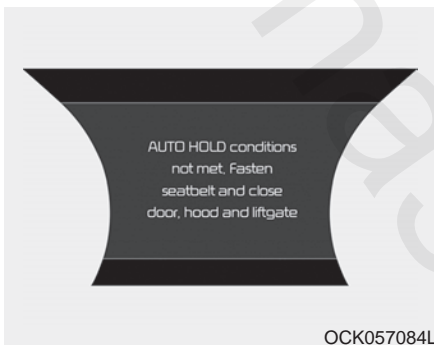 AUTO HOLD conditions
not met. Fasten
seatbelt and close
door, hood and liftgate
OCK057084L